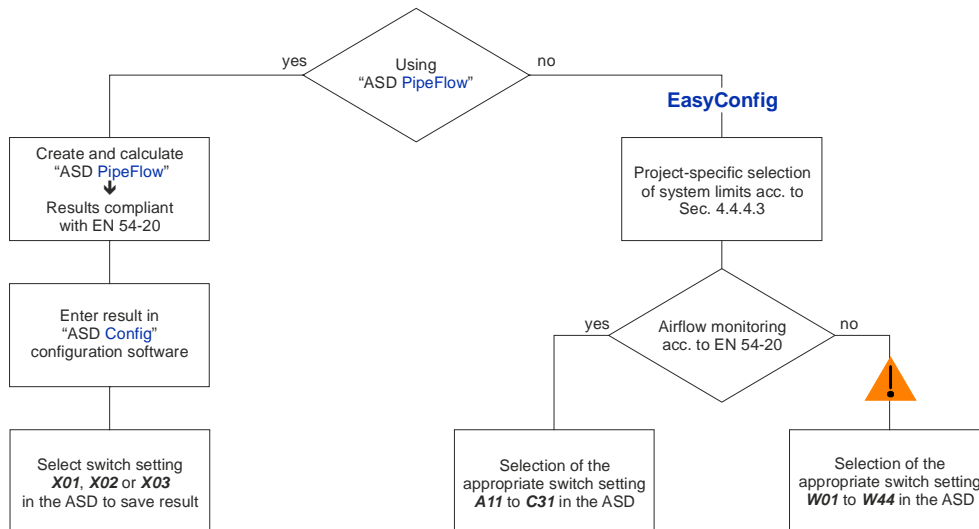 Using
“ASD PipeFlow”
yes
no
EasyConfig
Create and calculate
“ASD PipeFlow”
Results compliant
with EN 54-20
Project-specific selection
of system limits acc. to
Sec. 4.4.4.3
Enter result in
“ASD Config”
configuration software
yes
Airflow monitoring
acc. to EN 54-20
no
!
Select switch setting
X01, X02 or X03
in the ASD to save result
Selection of the
appropriate switch setting
A11 to C31 in the ASD
Selection of the
appropriate switch setting
W01 to W44 in the ASD